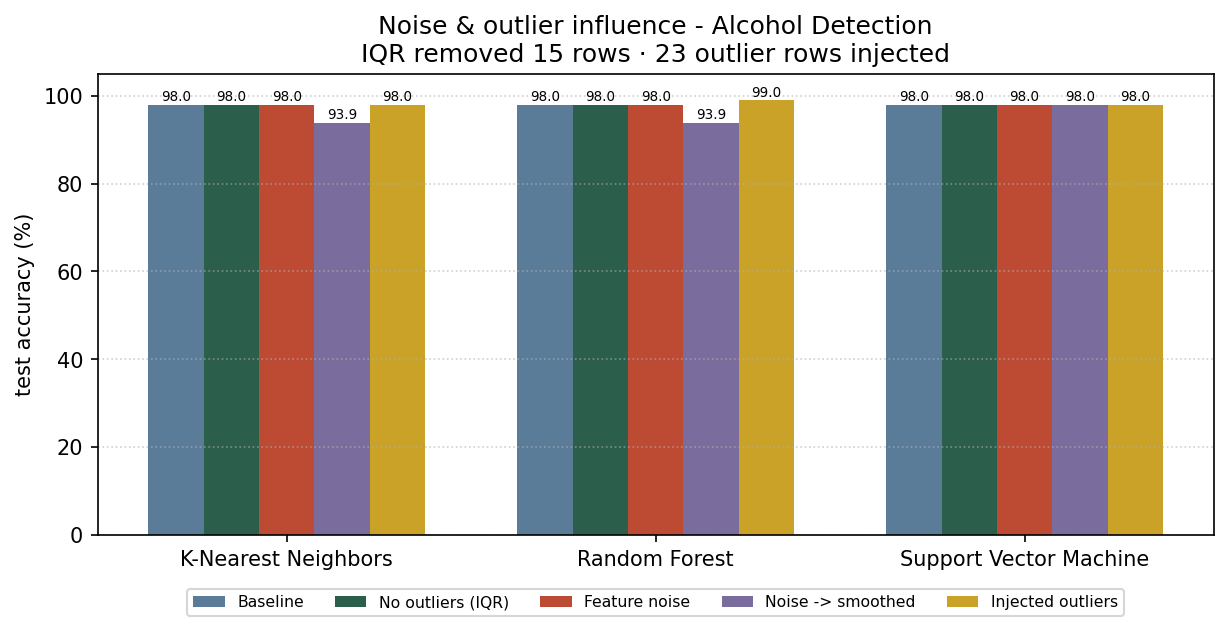 Noise & outlier influence - Alcohol Detection
IQR removed 15 rows · 23 outlier rows injected
test accuracy (%)
100
80
60
40
20
0
98.0 98.0 98.0 93.9 98.0
98.0 98.0 98.0 93.9 99.0
98.0 98.0 98.0 98.0 98.0
K-Nearest Neighbors Random Forest Support Vector Machine
Baseline No outliers (IQR) Feature noise Noise -> smoothed Injected outliers